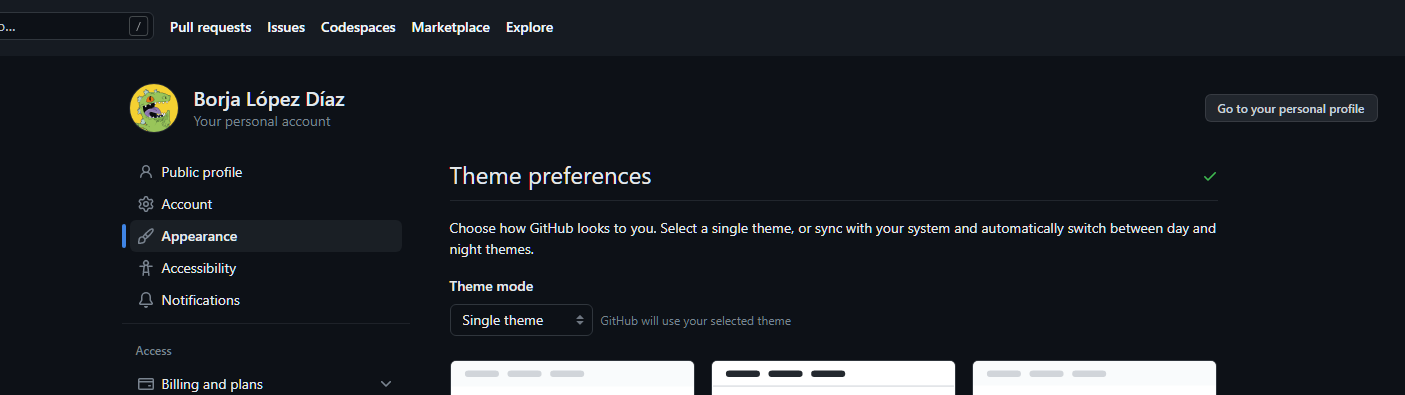 o... / Pull requests Issues Codespaces Marketplace Explore
Borja López Díaz
Your personal account
Go to your personal profile
Public profile
Account
Appearance
Accessibility
Notifications
Access
Billing and plans
Theme preferences
Choose how GitHub looks to you. Select a single theme, or sync with your system and automatically switch between day and
night themes.
Theme mode
Single theme
GitHub will use your selected theme